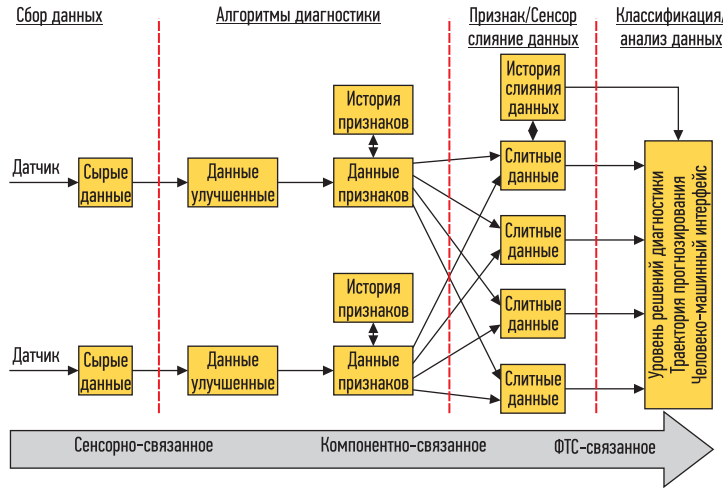 Сбор данных
Алгоритмы диагностики
Признак/Сенсор
слияние данных
Классификация/
анализ данных
История
признаков
История
слияния
данных
Датчик
Сырые
данные
Данные
улучшенные
Данные
признаков
Слитные
данные
Слитные
данные
История
признаков
Слитные
данные
Датчик
Сырые
данные
Данные
улучшенные
Данные
признаков
Слитные
данные
Уровень решений диагностики
Траектория прогнозирования
Человеко-машинный интерфейс
Сенсорно-связанное
Компонентно-связанное
ФТС-связанное